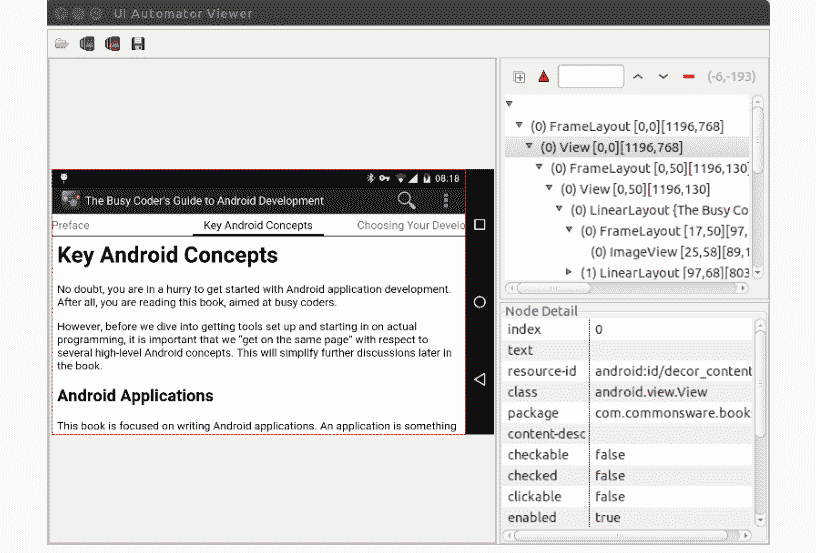 UI Automator Viewer
08:18
The Busy Coder's Guide to Android Development
Preface
Key Android Concepts
Choosing Your Develo
Key Android Concepts
No doubt, you are in a hurry to get started with Android application development.
After all, you are reading this book, aimed at busy coders.
However, before we dive into getting tools set up and starting in on actual
programming, it is important that we "get on the same page" with respect to
several high-level Android concepts. This will simplify further discussions later in
the book.
Android Applications
This book is focused on writing Android applications. An application is something
(-6,-193)
(0) FrameLayout [0,0][1196,768]
(0) View [0,0][1196,768]
(0) FrameLayout [0,50][1196,130]
(0) View [0,50][1196,130]
(0) LinearLayout {The Busy Co
(0) FrameLayout [17,50][97,
(0) ImageView [25,58][89,1
(1) LinearLayout [97,68][803
Node Detail
index 0
text
resource-id android:id/decor_content
class android.view.View
package com.commonsware.book
content-desc
checkable false
checked false
clickable false
enabled true